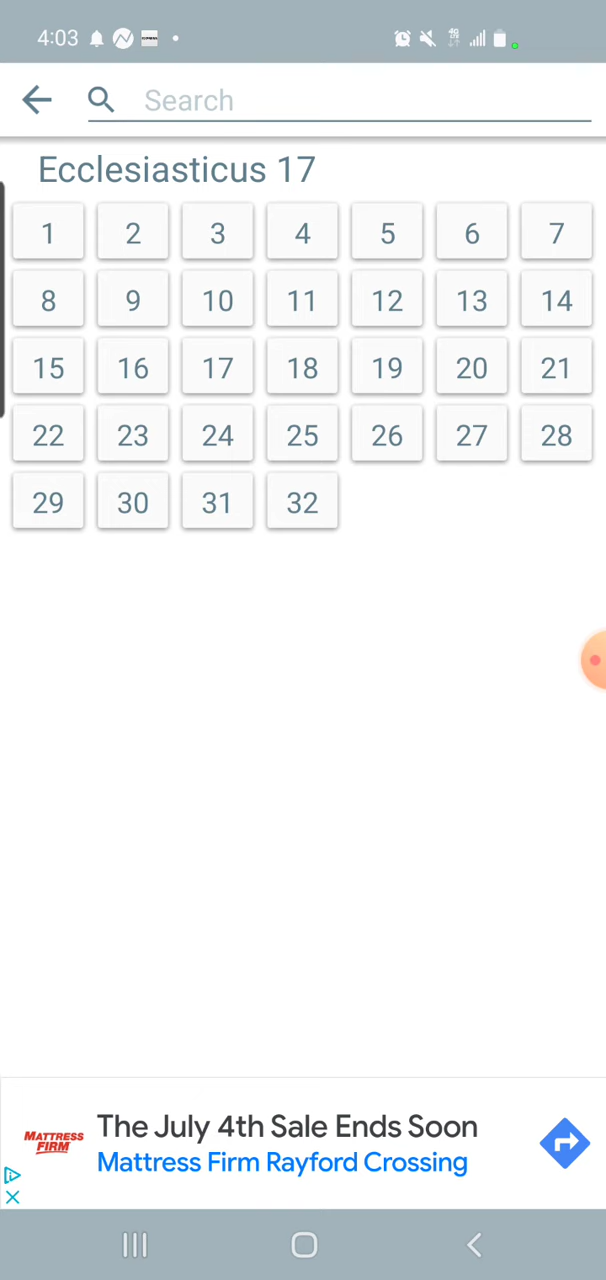 4:03
Search
Ecclesiasticus 17
1 2 3 4 5 6 7
8 9 10 11 12 13 14
15 16 17 18 19 20 21
22 23 24 25 26 27 28
29 30 31 32
The July 4th Sale Ends Soon
MATTRESS
FIRM
Mattress Firm Rayford Crossing